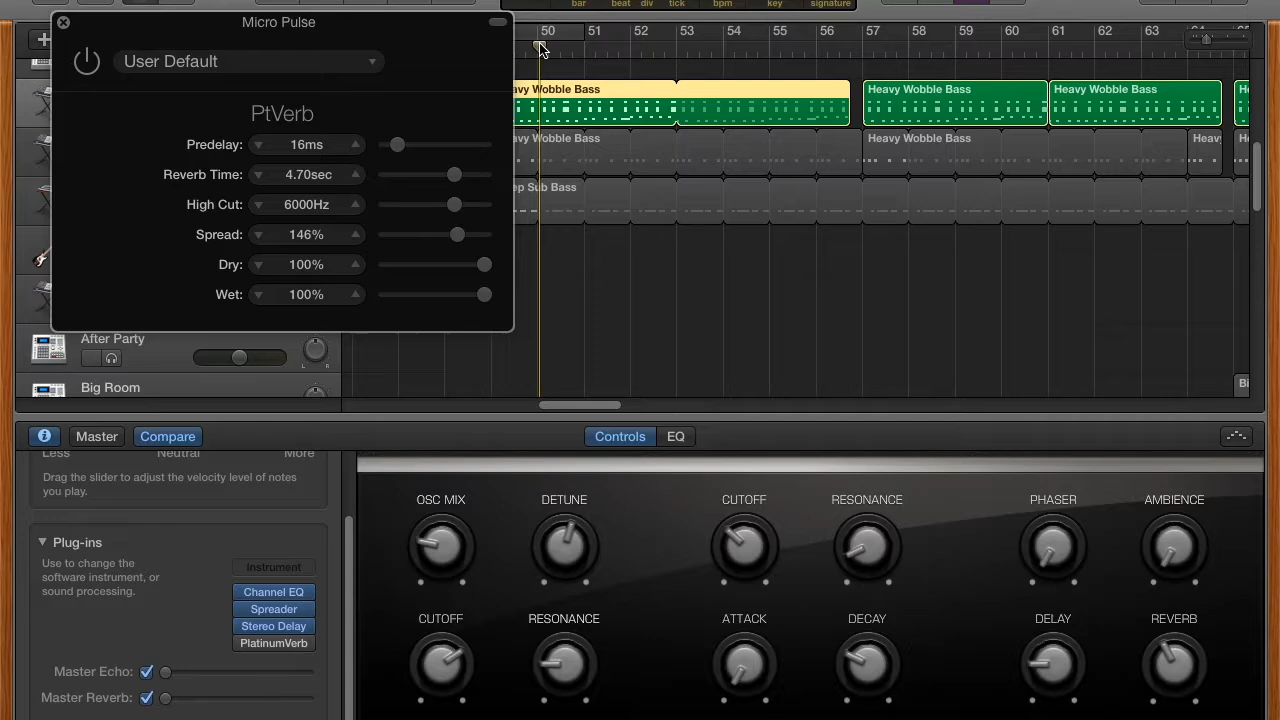 bar beat div tick bpm key signature
Micro Pulse
50 51 52 53 54 55 56 57 58 59 60 61 62 63
User Default
avy Wobble Bass
Heavy Wobble Bass
Heavy Wobble Bass
PtVerb
Predelay: 16ms
avy Wobble Bass
Heavy Wobble Bass
Heavy
Reverb Time: 4.70sec
ep Sub Bass
High Cut: 6000Hz
Spread: 146%
Dry: 100%
Wet: 100%
After Party
L R
Big Room
Bi
Master
Compare
Controls
EQ
Less Neutral More
Drag the slider to adjust the velocity level of notes
you play.
Plug-ins
Use to change the
software instrument, or
sound processing.
Instrument
Channel EQ
Spreader
Stereo Delay
PlatinumVerb
Master Echo:
Master Reverb:
OSC MIX DETUNE CUTOFF RESONANCE PHASER AMBIENCE
CUTOFF RESONANCE ATTACK DECAY DELAY REVERB